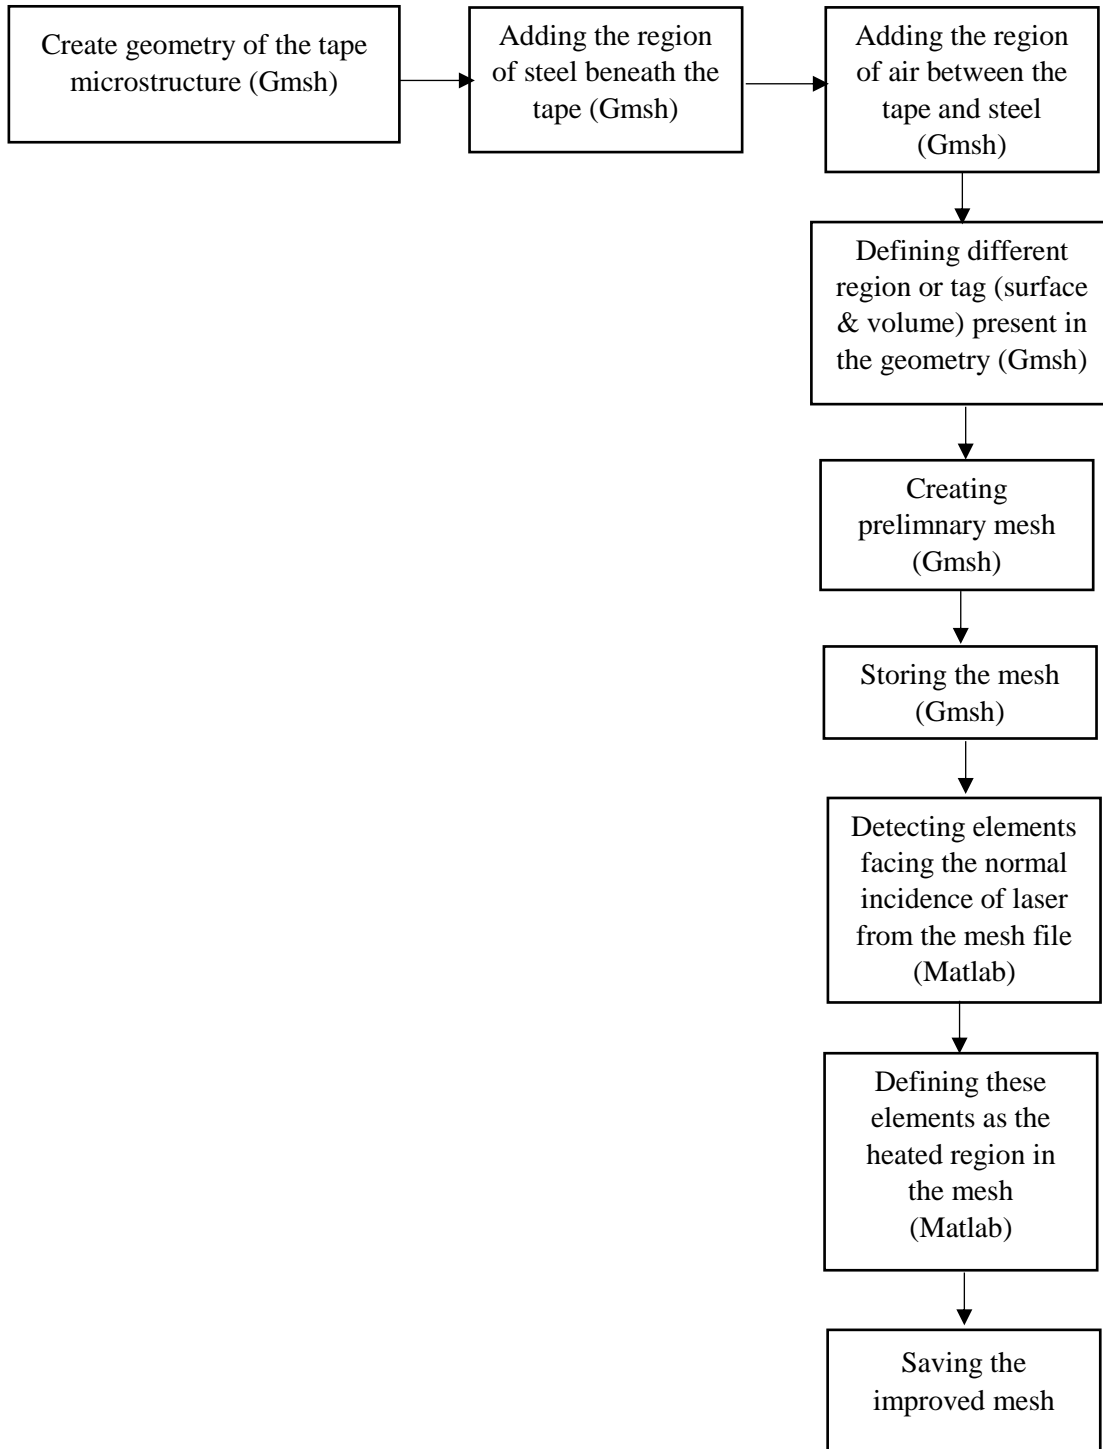 Create geometry of the tape
microstructure (Gmsh)
Adding the region
of steel beneath the
tape (Gmsh)
Adding the region
of air between the
tape and steel
(Gmsh)
Defining different
region or tag (surface
& volume) present in
the geometry (Gmsh)
Creating
prelimnary mesh
(Gmsh)
Storing the mesh
(Gmsh)
Detecting elements
facing the normal
incidence of laser
from the mesh file
(Matlab)
Defining these
elements as the
heated region in
the mesh
(Matlab)
Saving the
improved mesh